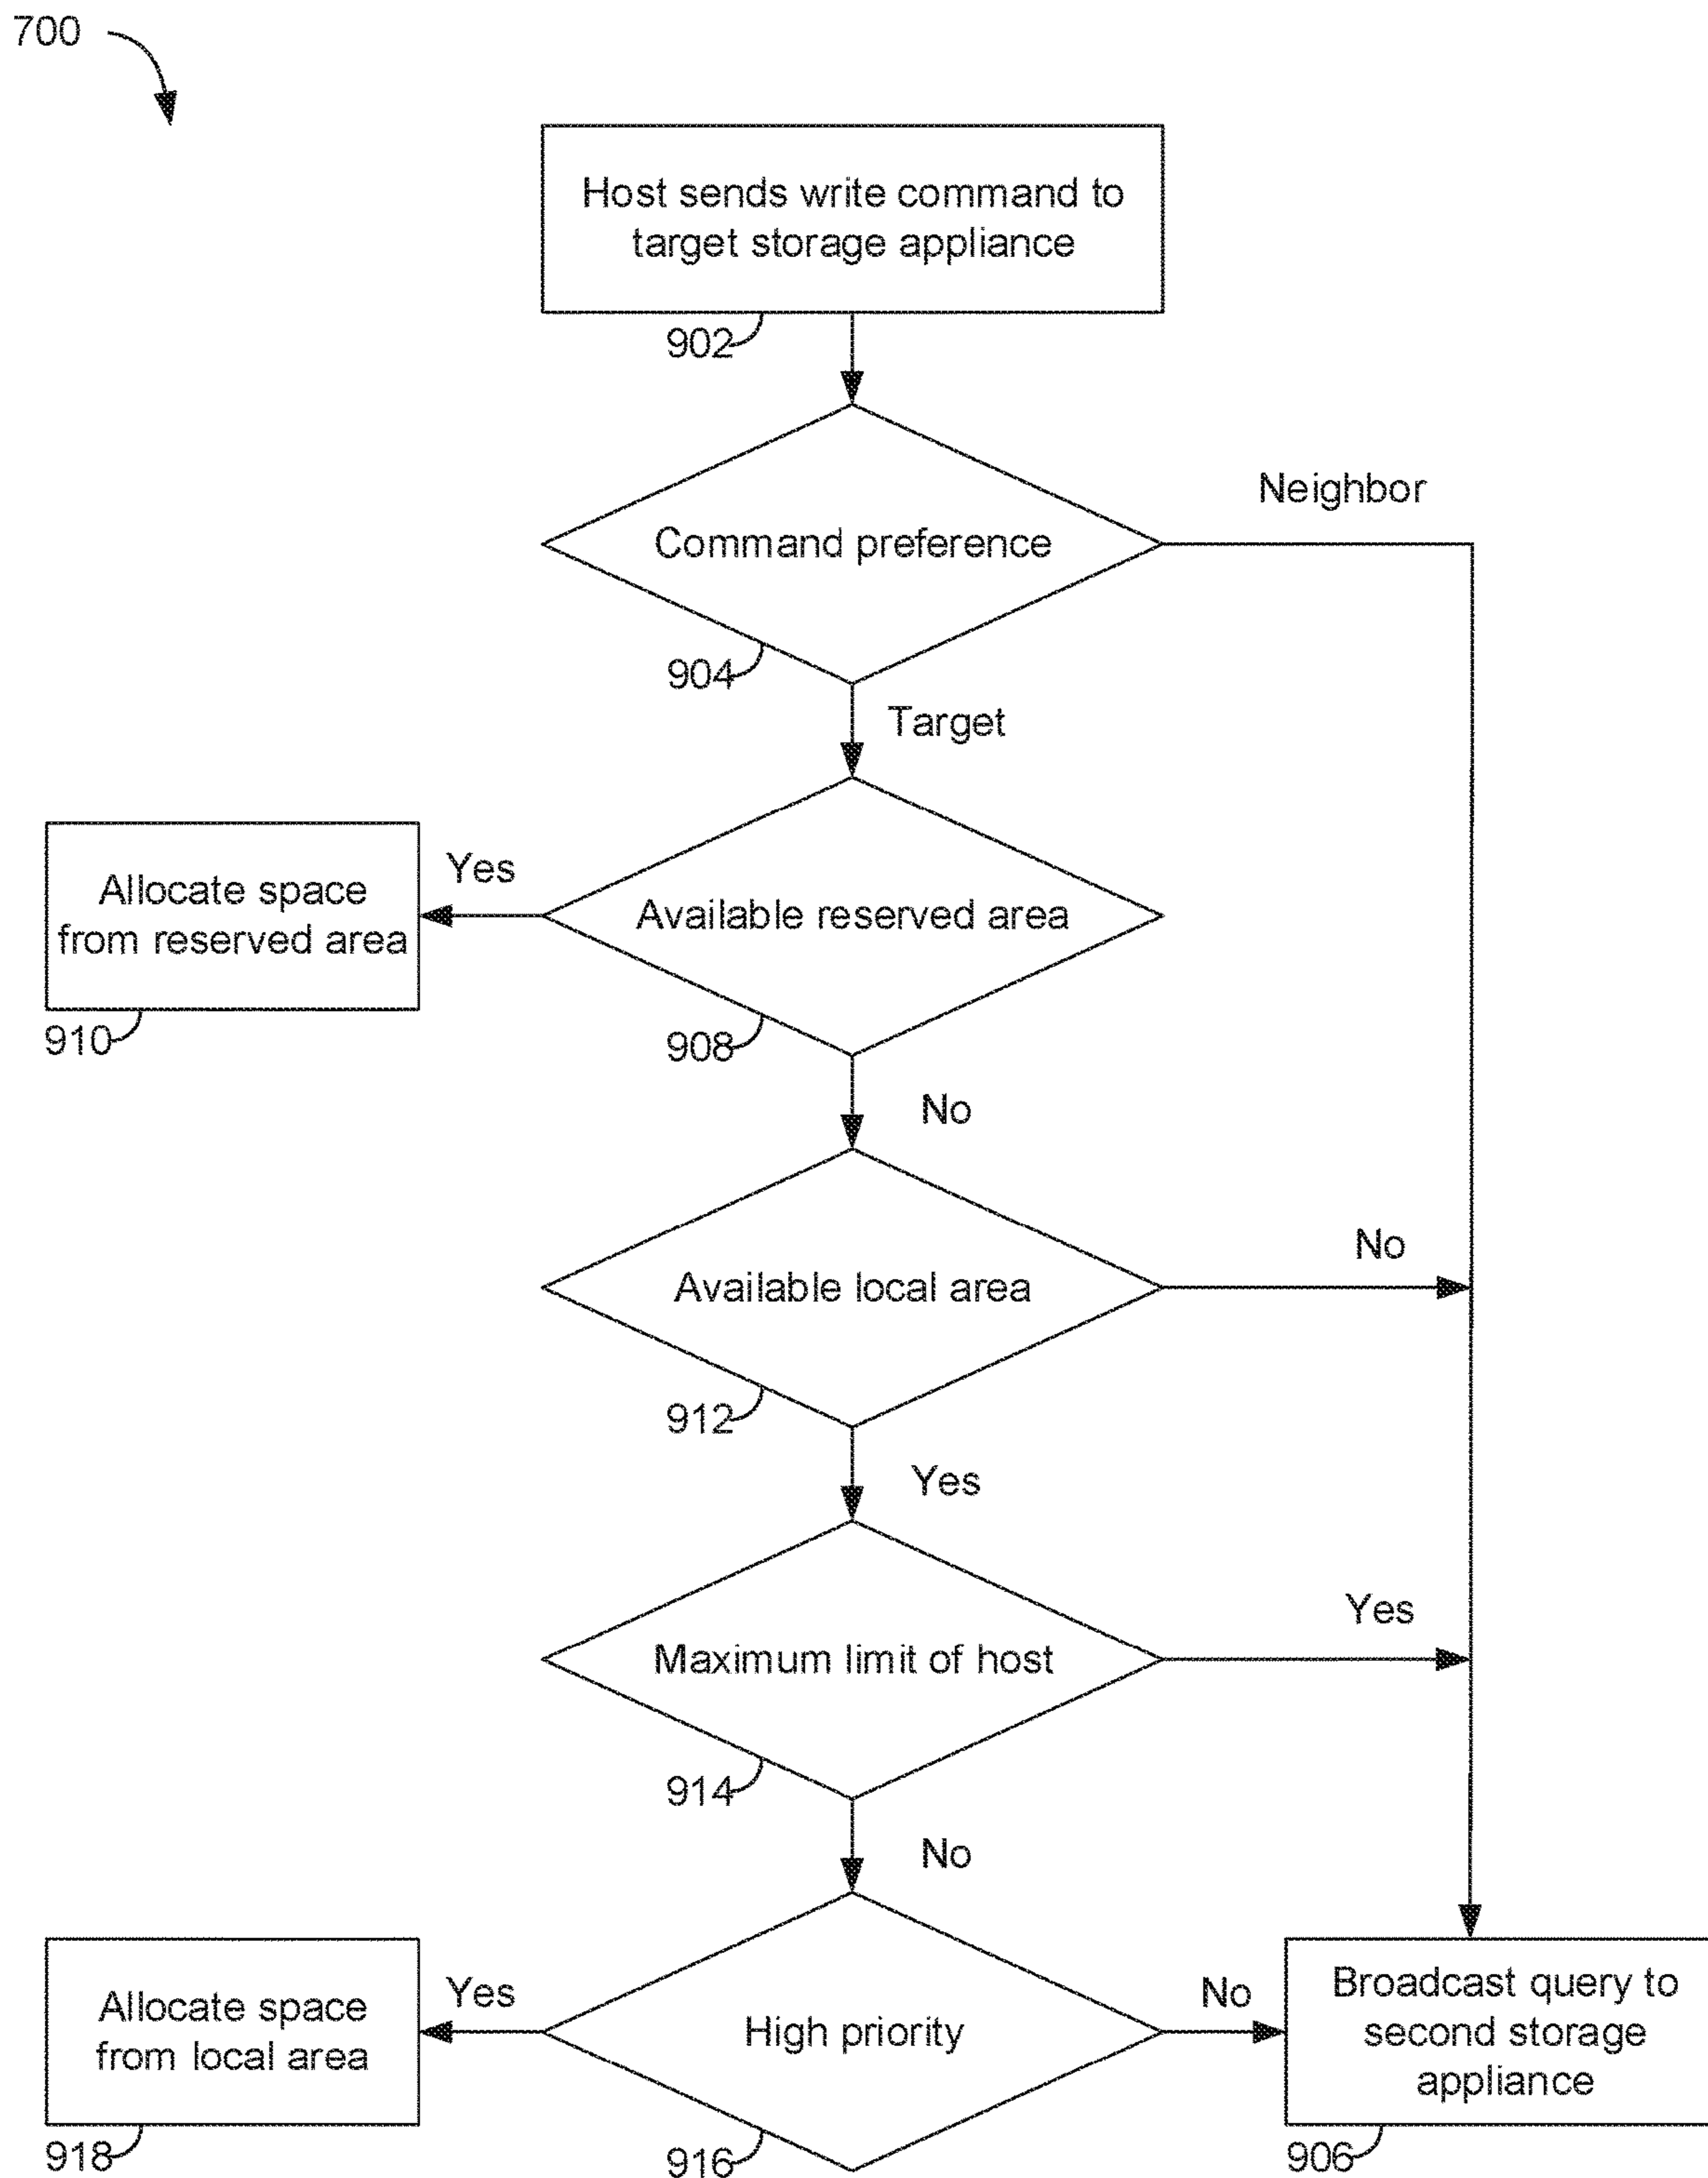 700
Host sends write command to
target storage appliance
902
Neighbor
Command preference
904
Target
Allocate space
from reserved area
910
Yes
Available reserved area
908
No
Available local area
912
No
Yes
Maximum limit of host
914
Yes
No
Allocate space
from local area
918
Yes
High priority
916
No
Broadcast query to
second storage
appliance
906